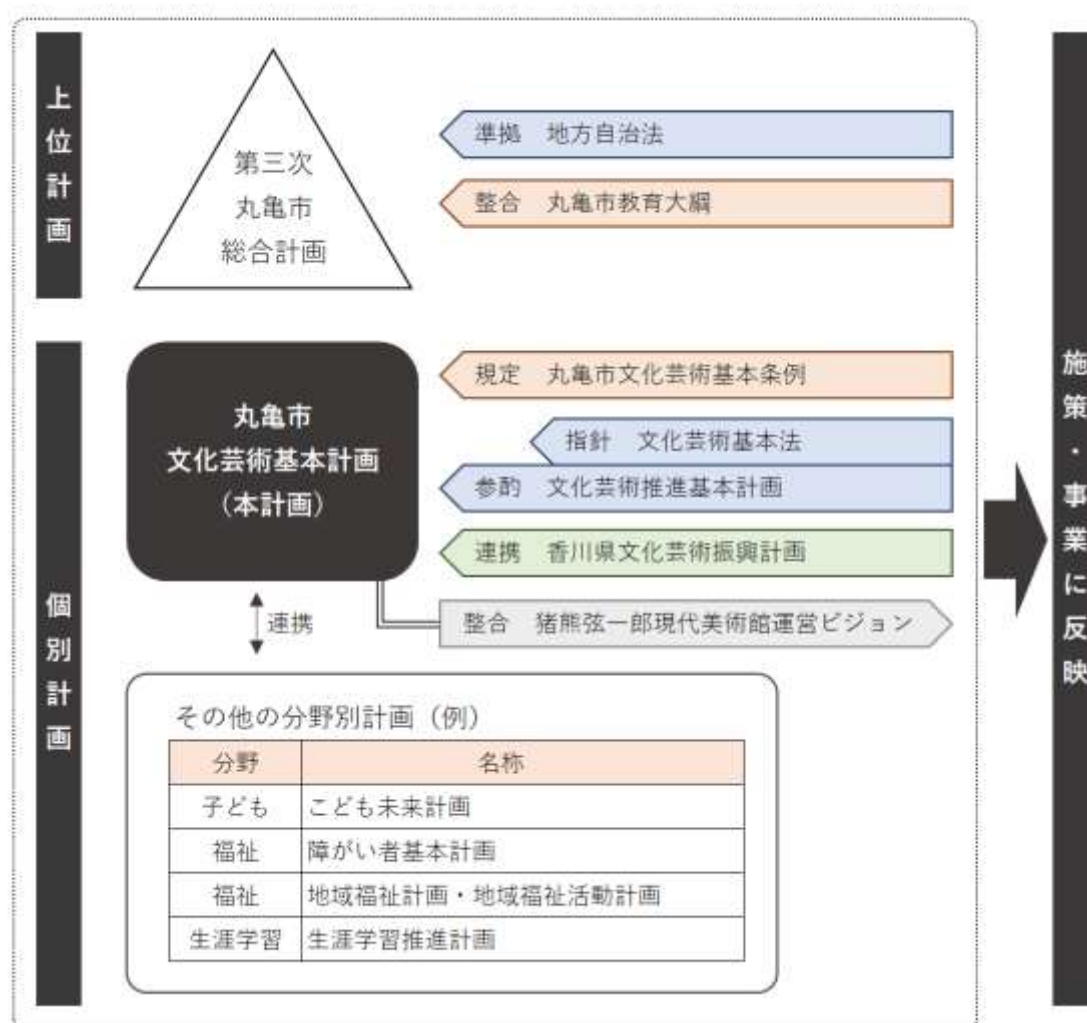 上位計画
第三次
丸亀市
総合計画
準拠 地方自治法
整合 丸亀市教育大綱
個別計画
丸亀市
文化芸術基本計画
（本計画）
規定 丸亀市文化芸術基本条例
指針 文化芸術基本法
参酌 文化芸術推進基本計画
連携 香川県文化芸術振興計画
整合 猪熊弦一郎現代美術館運営ビジョン
連携
その他の分野別計画（例）
分野 名称
子ども こども未来計画
福祉 障がい者基本計画
福祉 地域福祉計画・地域福祉活動計画
生涯学習 生涯学習推進計画
施策・事業に反映